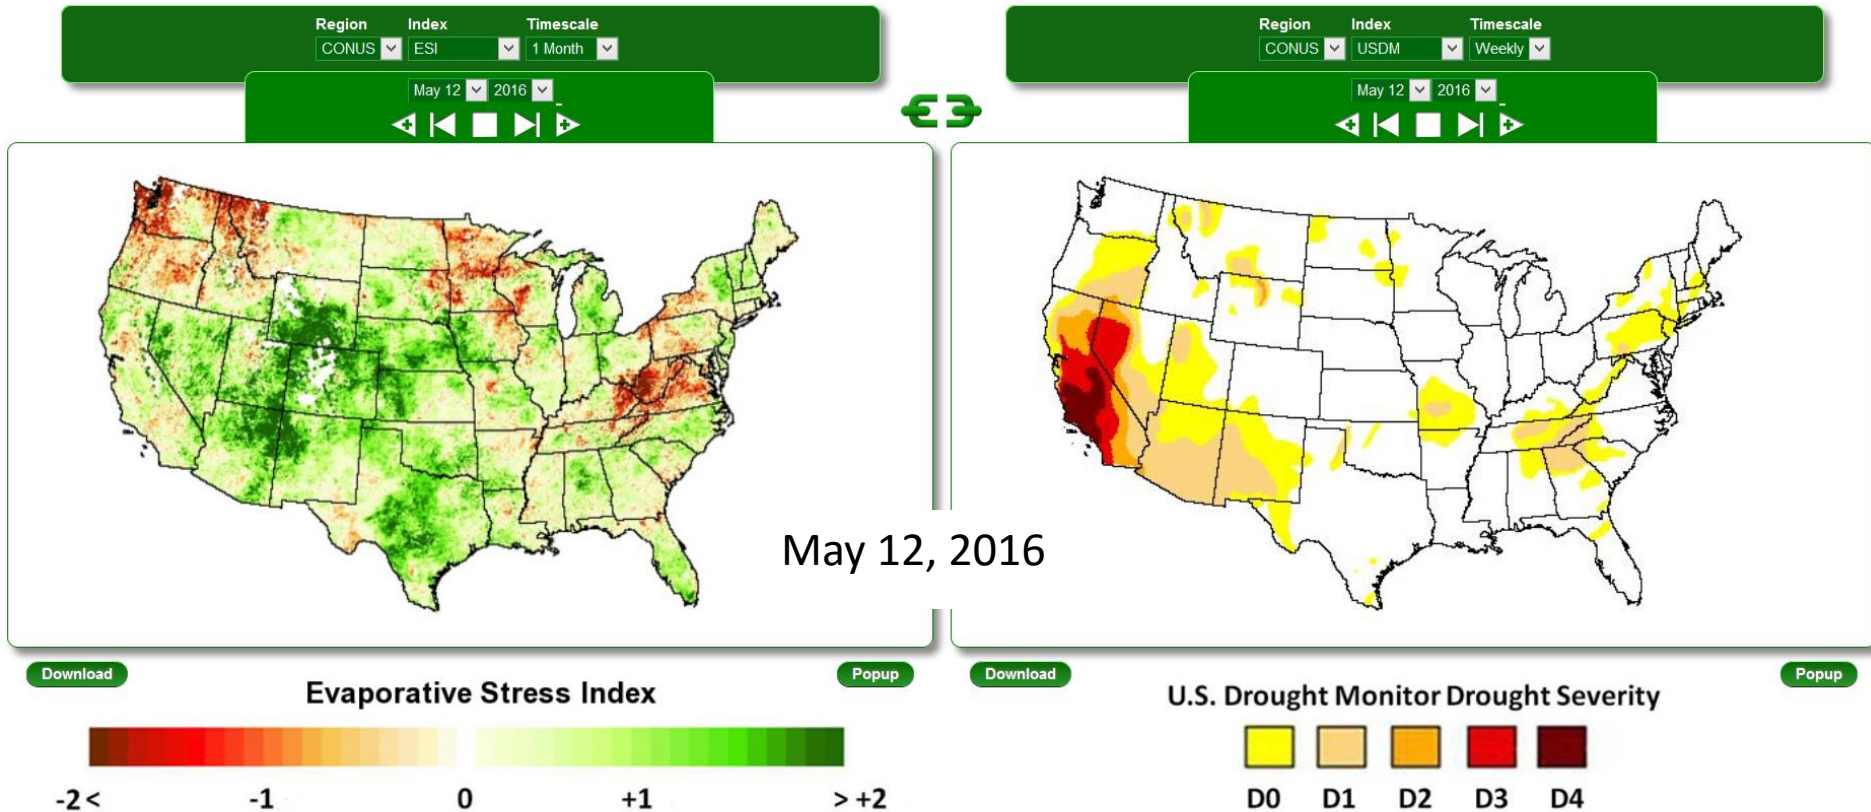 Region Index Timescale
CONUS ESI 1 Month
May 12 2016
Region Index Timescale
CONUS USDM Weekly
May 12 2016
May 12, 2016
Download Popup
Evaporative Stress Index
-2 < -1 0 +1 > +2
Download Popup
U.S. Drought Monitor Drought Severity
D0 D1 D2 D3 D4